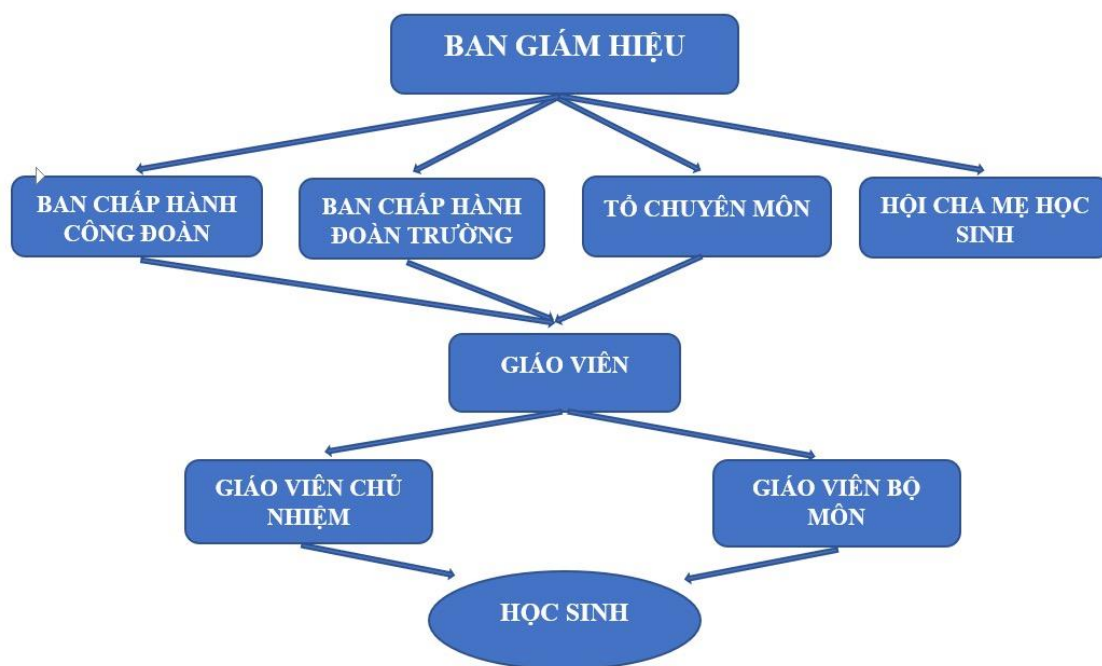 BAN GIÁM HIỆU
BAN CHẤP HÀNH
CÔNG ĐOÀN
BAN CHẤP HÀNH
ĐOÀN TRƯỜNG
TỔ CHUYÊN MÔN
HỘI CHA MẸ HỌC
SINH
GIÁO VIÊN
GIÁO VIÊN CHỦ
NHIỆM
GIÁO VIÊN BỘ
MÔN
HỌC SINH